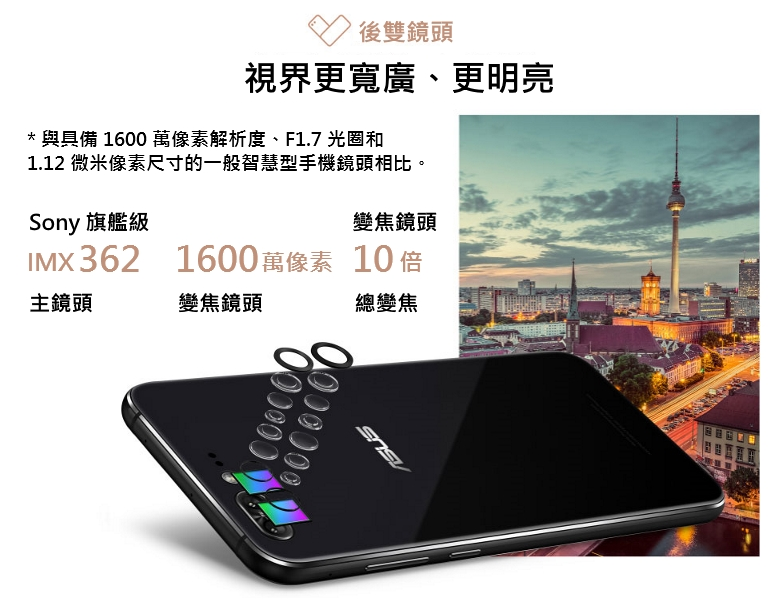 後雙鏡頭
視界更寬廣、更明亮
* 與具備 1600 萬像素解析度、F1.7 光圈和
1.12 微米像素尺寸的一般智慧型手機鏡頭相比。
Sony 旗艦級
IMX 362
主鏡頭
1600 萬像素
變焦鏡頭
變焦鏡頭
10 倍
總變焦
ASUS